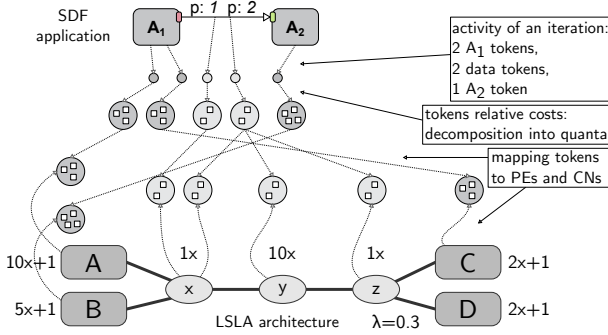 SDF
application
A1
p: 1 p: 2
A2
activity of an iteration:
2 A1 tokens,
2 data tokens,
1 A2 token
tokens relative costs:
decomposition into quanta
mapping tokens
to PEs and CNs
10x+1
A
1x
10x
1x
C
2x+1
x
y
z
5x+1
B
D
2x+1
LSLA architecture
λ=0.3